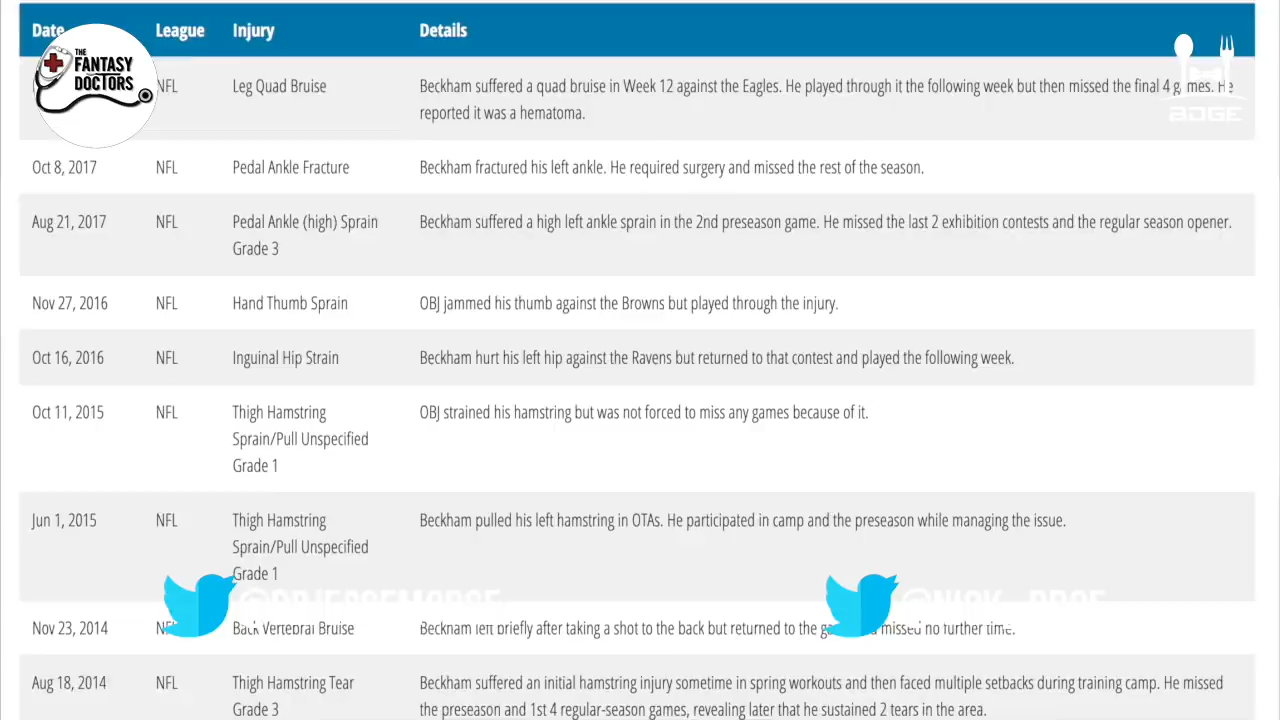 Date League Injury Details
THE
FANTASY
DOCTORS
NFL Leg Quad Bruise Beckham suffered a quad bruise in Week 12 against the Eagles. He played through it the following week but then missed the final 4 games. He
reported it was a hematoma.
BDGE
Oct 8, 2017 NFL Pedal Ankle Fracture Beckham fractured his left ankle. He required surgery and missed the rest of the season.
Aug 21, 2017 NFL Pedal Ankle (high) Sprain Beckham suffered a high left ankle sprain in the 2nd preseason game. He missed the last 2 exhibition contests and the regular season opener.
Grade 3
Nov 27, 2016 NFL Hand Thumb Sprain OBJ jammed his thumb against the Browns but played through the injury.
Oct 16, 2016 NFL Inguinal Hip Strain Beckham hurt his left hip against the Ravens but returned to that contest and played the following week.
Oct 11, 2015 NFL Thigh Hamstring OBJ strained his hamstring but was not forced to miss any games because of it.
Sprain/Pull Unspecified
Grade 1
Jun 1, 2015 NFL Thigh Hamstring Beckham pulled his left hamstring in OTAs. He participated in camp and the preseason while managing the issue.
Sprain/Pull Unspecified
Grade 1
Nov 23, 2014 NFL Back Vertebral Bruise Beckham left briefly after taking a shot to the back but returned to the missed no further time.
Aug 18, 2014 NFL Thigh Hamstring Tear Beckham suffered an initial hamstring injury sometime in spring workouts and then faced multiple setbacks during training camp. He missed
Grade 3 the preseason and 1st 4 regular-season games, revealing later that he sustained 2 tears in the area.